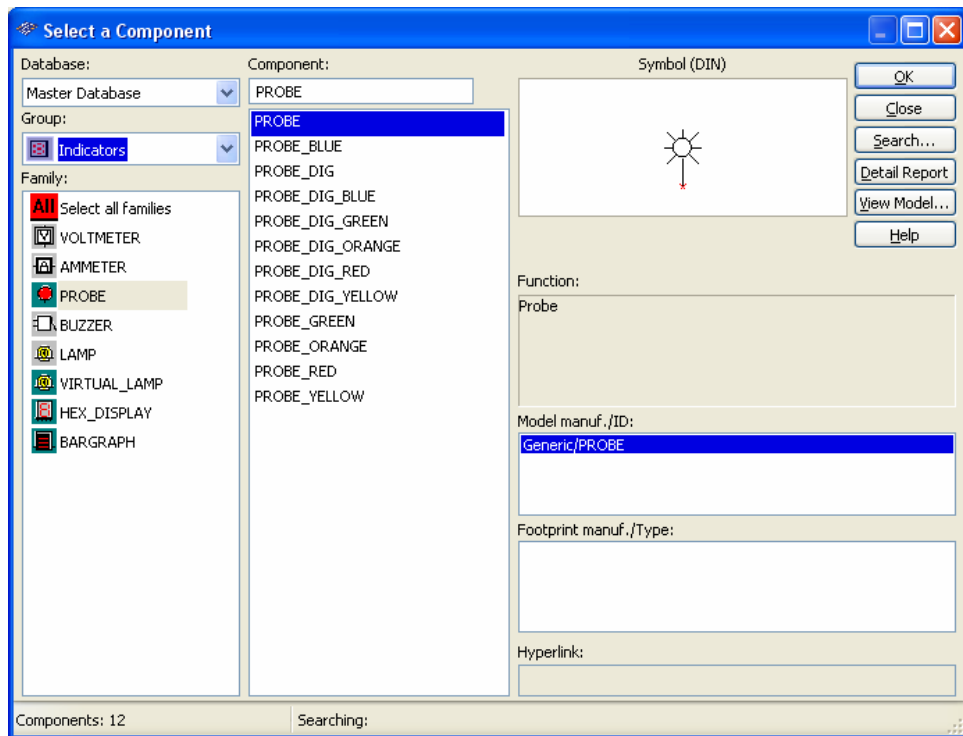 Select a Component
Database:
Master Database
Group:
Indicators
Family:
All Select all families
VOLTMETER
AMMETER
PROBE
BUZZER
LAMP
VIRTUAL_LAMP
HEX_DISPLAY
BARGRAPH
Component:
PROBE
PROBE
PROBE_BLUE
PROBE_DIG
PROBE_DIG_BLUE
PROBE_DIG_GREEN
PROBE_DIG_ORANGE
PROBE_DIG_RED
PROBE_DIG_YELLOW
PROBE_GREEN
PROBE_ORANGE
PROBE_RED
PROBE_YELLOW
Symbol (DIN)
Function:
Probe
Model manuf./ID:
Generic/PROBE
Footprint manuf./Type:
Hyperlink:
OK
Close
Search...
Detail Report
View Model...
Help
Components: 12
Searching: